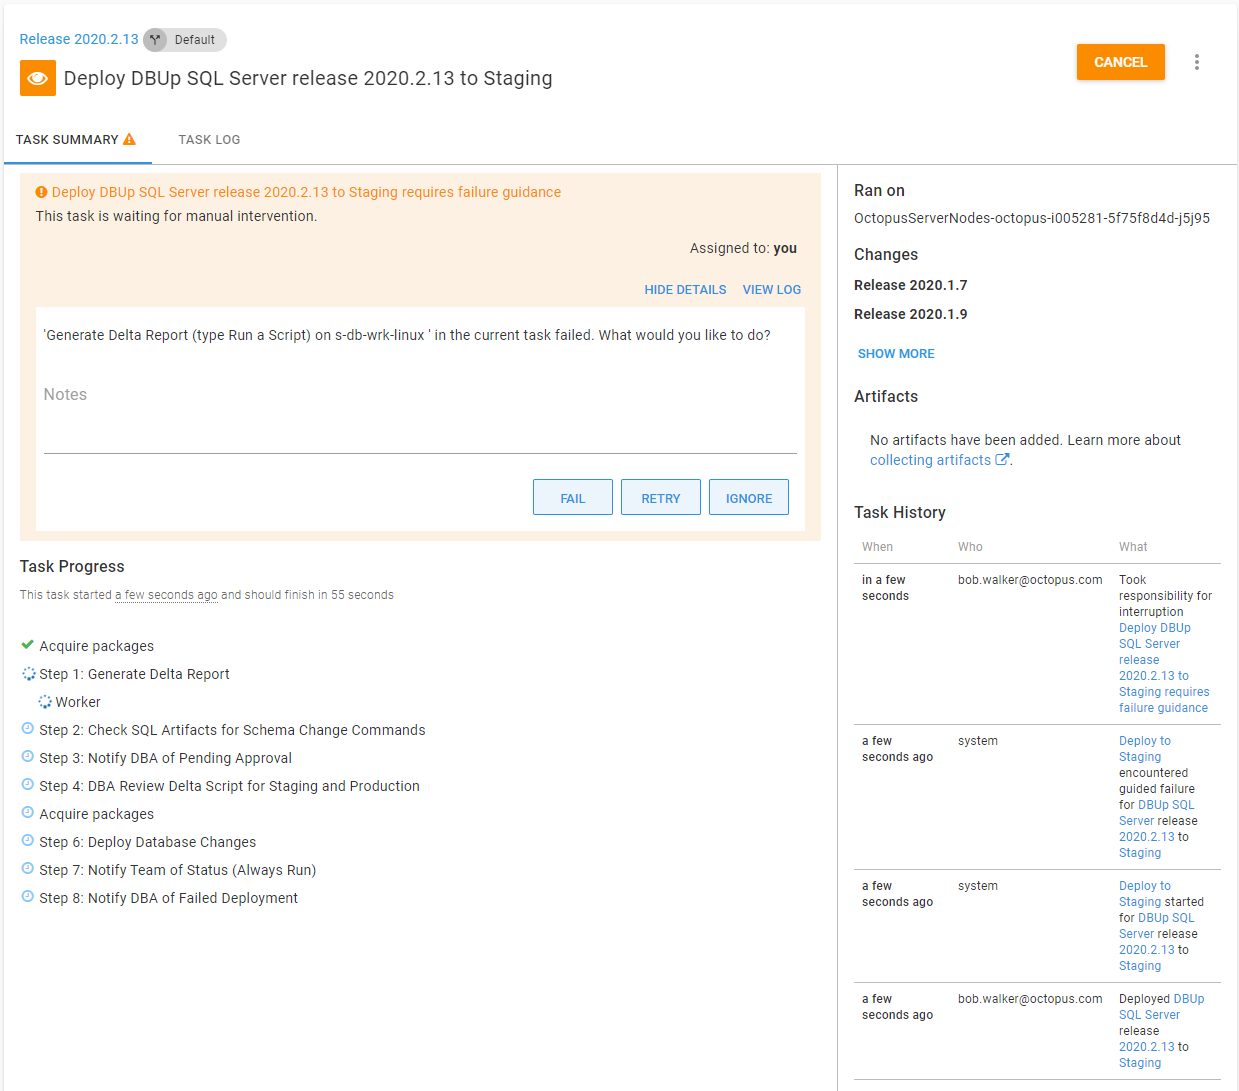 Release 2020.2.13 Default
Deploy DBUp SQL Server release 2020.2.13 to Staging
CANCEL
TASK SUMMARY
TASK LOG
Deploy DBUp SQL Server release 2020.2.13 to Staging requires failure guidance
This task is waiting for manual intervention.
Assigned to: you
HIDE DETAILS VIEW LOG
'Generate Delta Report (type Run a Script) on s-db-wrk-linux ' in the current task failed. What would you like to do?
Notes
FAIL
RETRY
IGNORE
Task Progress
This task started a few seconds ago and should finish in 55 seconds
Acquire packages
Step 1: Generate Delta Report
Worker
Step 2: Check SQL Artifacts for Schema Change Commands
Step 3: Notify DBA of Pending Approval
Step 4: DBA Review Delta Script for Staging and Production
Acquire packages
Step 6: Deploy Database Changes
Step 7: Notify Team of Status (Always Run)
Step 8: Notify DBA of Failed Deployment
Ran on
OctopusServerNodes-octopus-i005281-5f75f8d4d-j5j95
Changes
Release 2020.1.7
Release 2020.1.9
SHOW MORE
Artifacts
No artifacts have been added. Learn more about
collecting artifacts .
Task History
When Who What
in a few
seconds
bob.walker@octopus.com
Took
responsibility for
interruption
Deploy DBUp
SQL Server
release
2020.2.13 to
Staging requires
failure guidance
a few
seconds ago
system
Deploy to
Staging
encountered
guided failure
for DBUp SQL
Server release
2020.2.13 to
Staging
a few
seconds ago
system
Deploy to
Staging started
for DBUp SQL
Server release
2020.2.13 to
Staging
a few
seconds ago
bob.walker@octopus.com
Deployed DBUp
SQL Server
release
2020.2.13 to
Staging